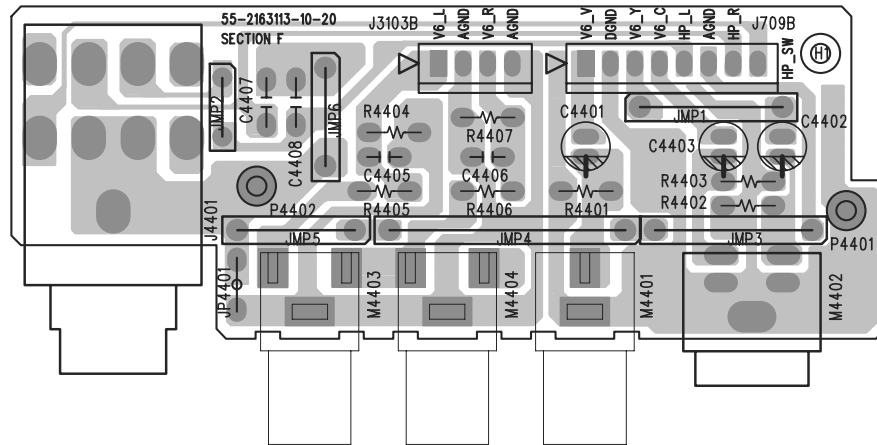 55-2163113-10-20
SECTION F
J3103B
V6_L
AGND
V6_R
AGND
V6_V
DGND
V6_Y
V6_C
HP_L
AGND
HP_R
J709B
HP_SW
H1
JMP2
C4407
C4408
JMP6
R4404
R4407
C4401
JMP1
C4402
C4403
C4405
C4406
R4403
R4402
J4401
P4402
R4405
R4406
R4401
JMP5
JMP4
JMP3
P4401
JP4401
M4403
M4404
M4401
M4402